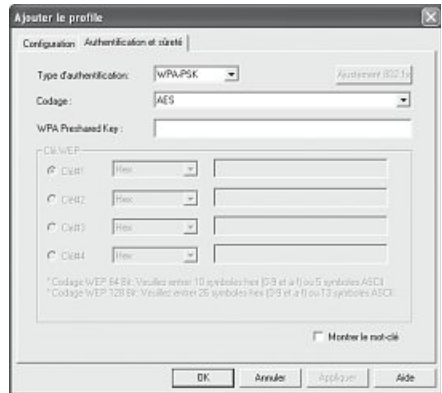 Ajouter le profile
Configuration Authentification et sûreté
Type d'authentification: WPA-PSK Ajustement 802.1x
Codage: AES
WPA Preshared Key :
Clé WEP
Clé#1 Hex
Clé#2 Hex
Clé#3 Hex
Clé#4 Hex
* Codage WEP 64 Bit: Veuillez entrer 10 symboles hex (0-9 et a-f) ou 5 symboles ASCII
* Codage WEP 128 Bit: Veuillez entrer 26 symboles hex (0-9 et a-f) ou 13 symboles ASCII
Montrer le mot-clé
OK Annuler Appliquer Aide